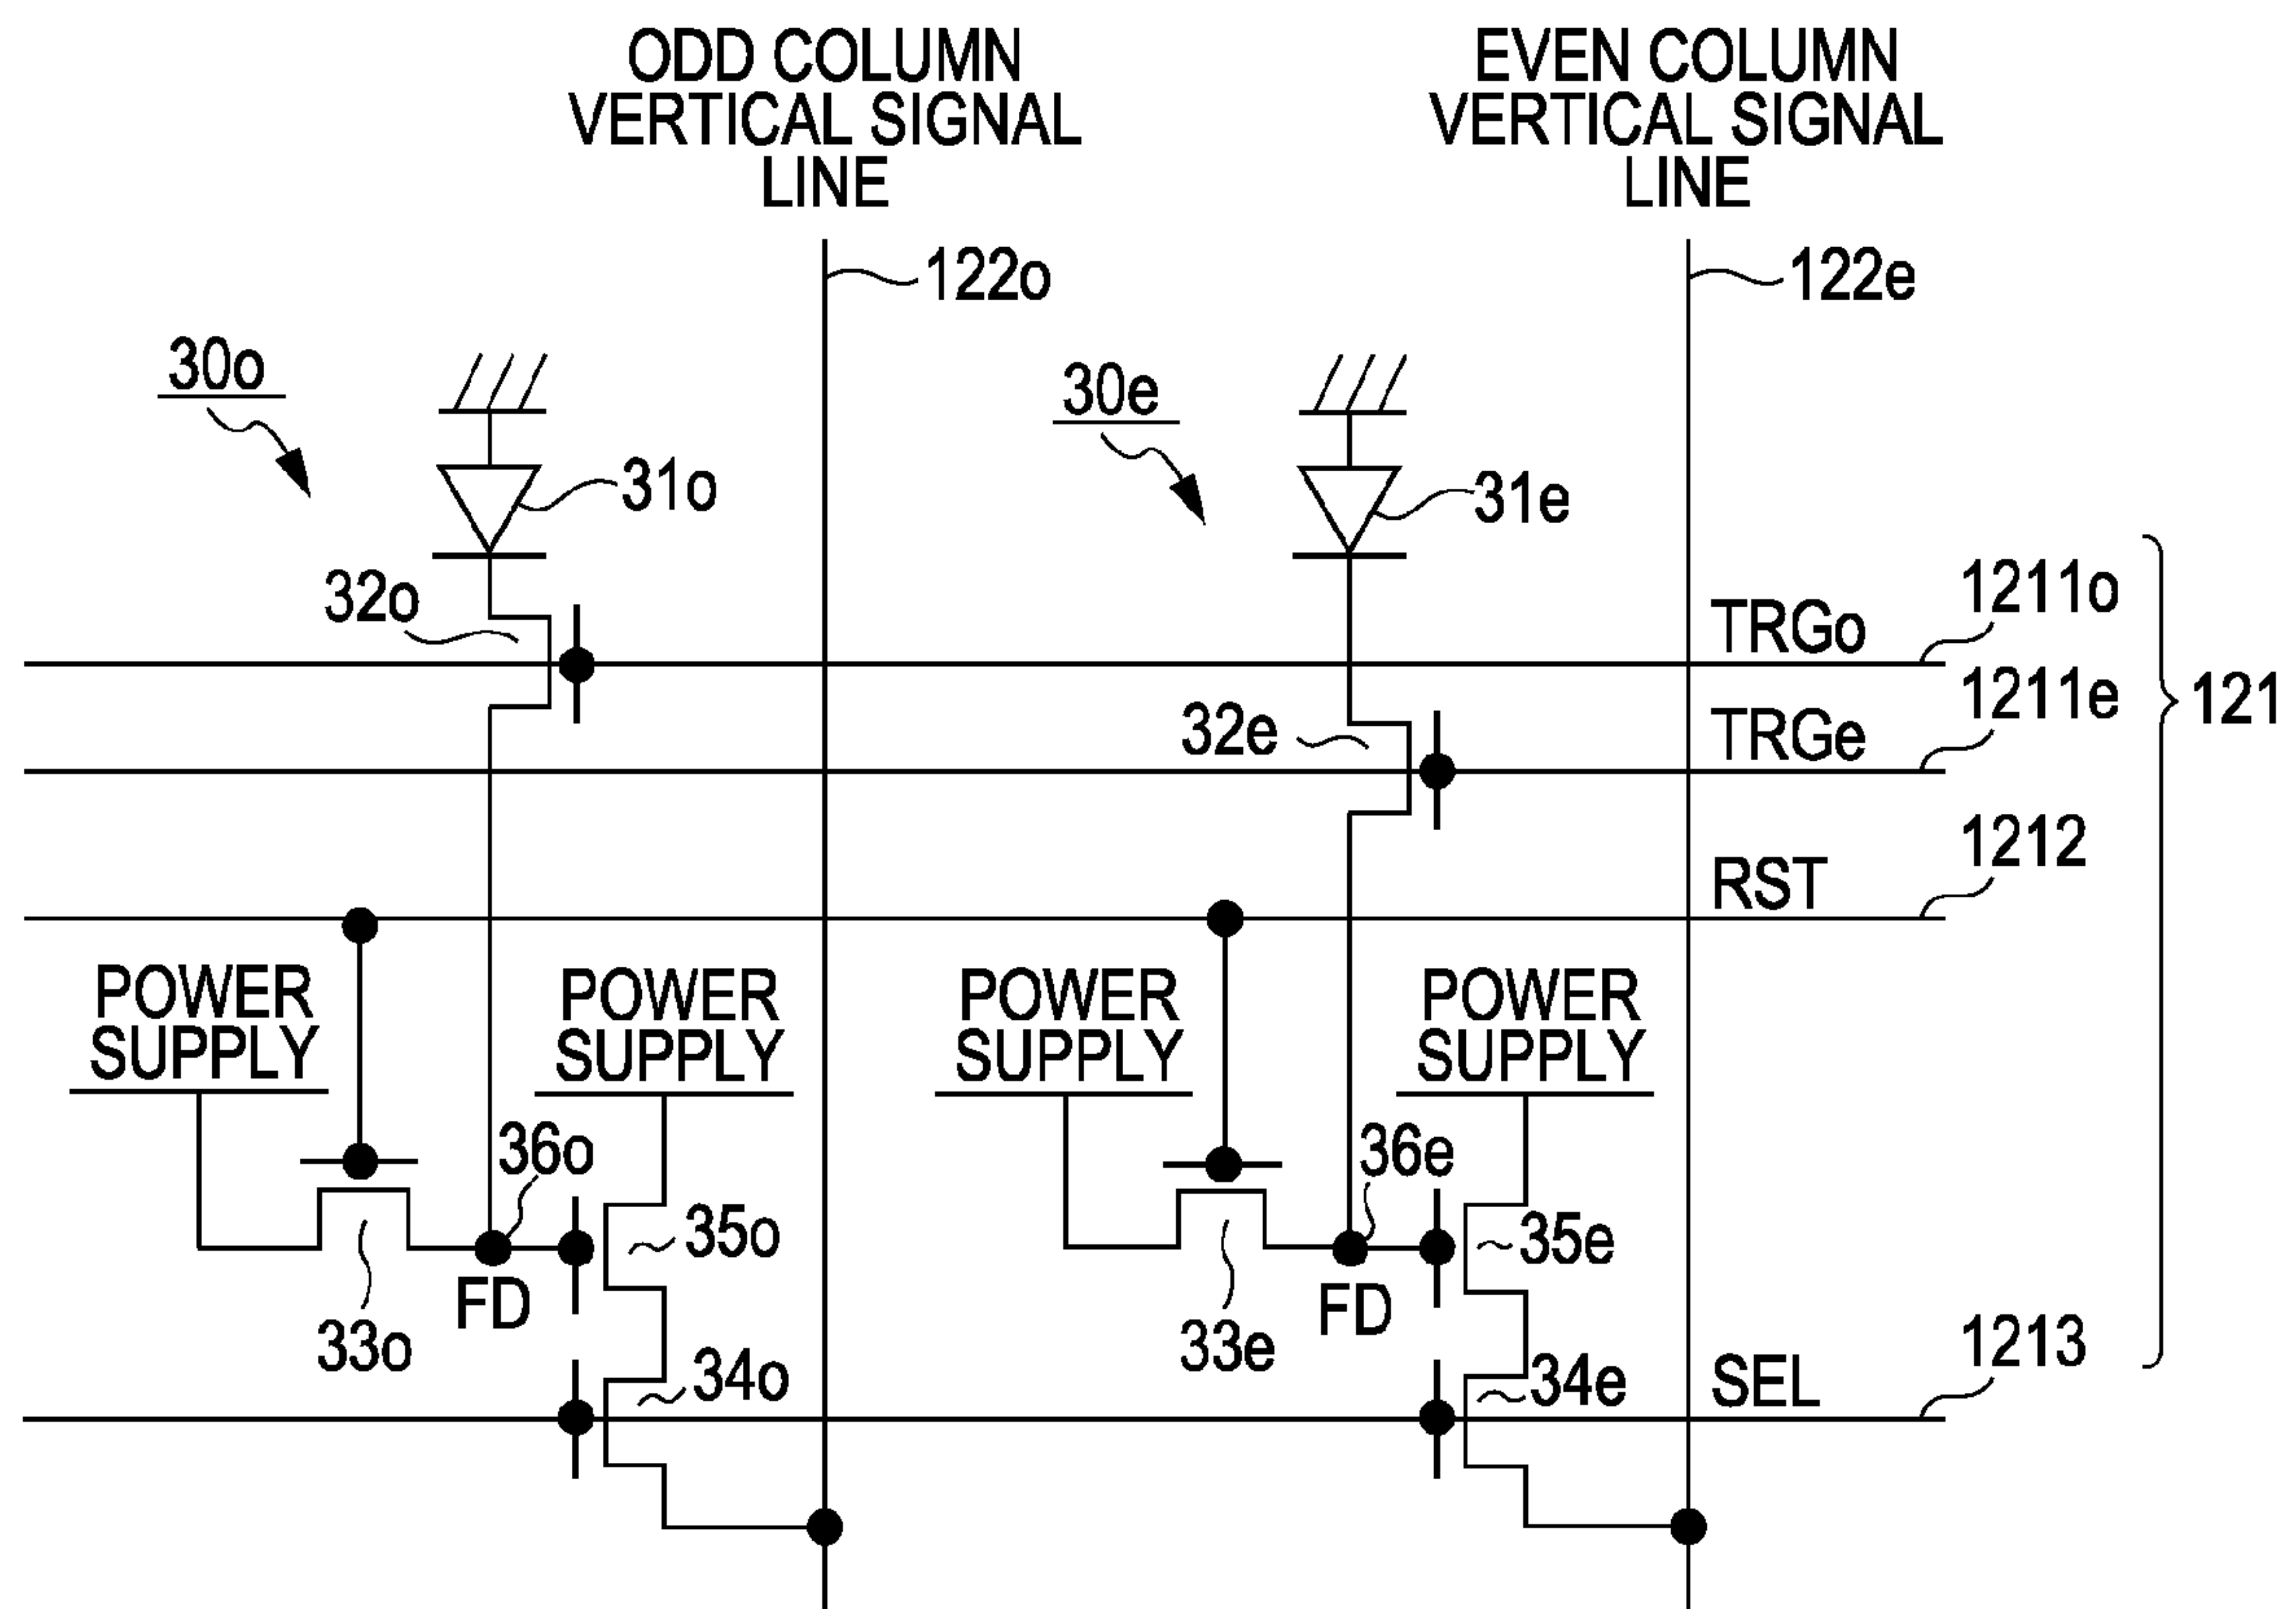 ODD COLUMN
VERTICAL SIGNAL
LINE
EVEN COLUMN
VERTICAL SIGNAL
LINE
122o
122e
30o
30e
31o
31e
32o
TRGo
1211o
32e
TRGe
1211e
121
RST
1212
POWER
SUPPLY
POWER
SUPPLY
POWER
SUPPLY
POWER
SUPPLY
36o
36e
35o
35e
FD
FD
33o
33e
34o
34e
SEL
1213